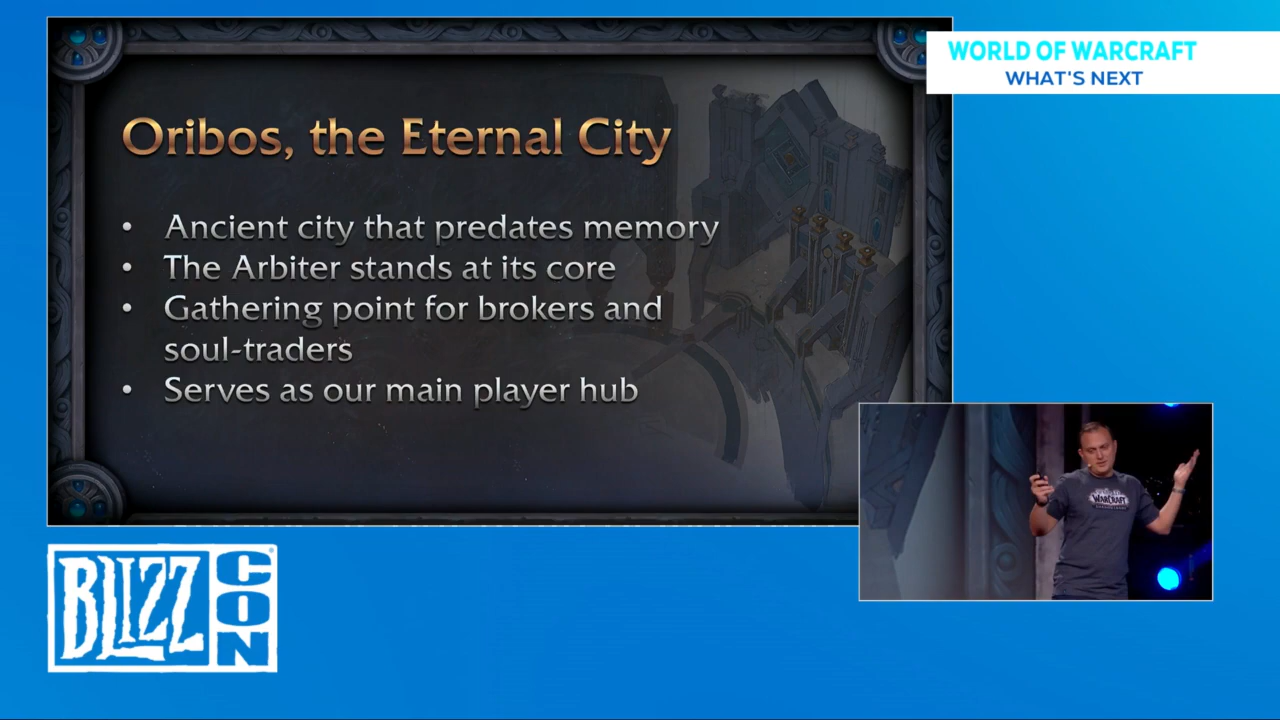 WORLD OF WARCRAFT
WHAT'S NEXT
Oribos, the Eternal City
• Ancient city that predates memory
• The Arbiter stands at its core
• Gathering point for brokers and
soul-traders
• Serves as our main player hub
WARCRAFT
BLIZZ
CON
®